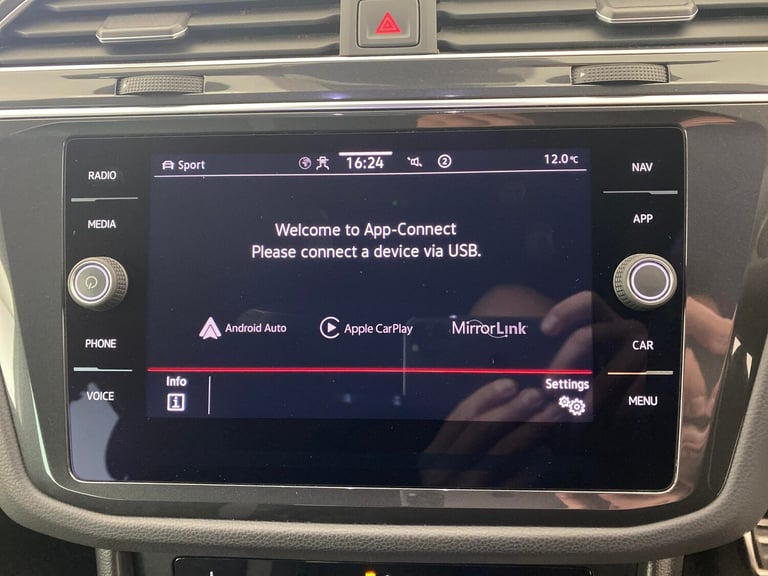 RADIO
MEDIA
PHONE
VOICE
Sport 16:24 2 12.0°C
Welcome to App-Connect
Please connect a device via USB.
Android Auto Apple CarPlay MirrorLink
Info Settings
i
NAV
APP
CAR
MENU